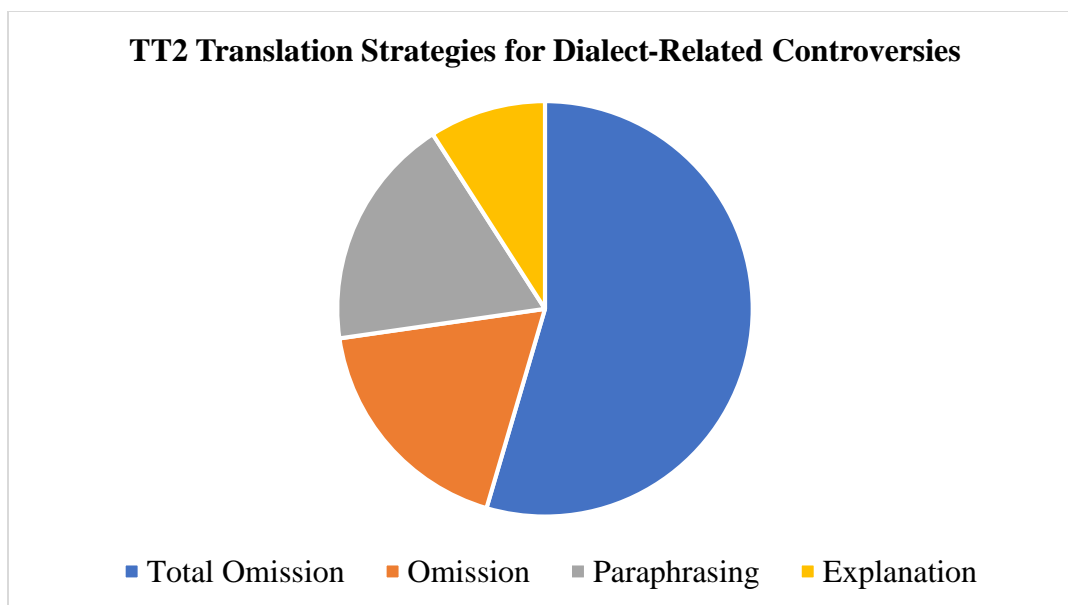 TT2 Translation Strategies for Dialect-Related Controversies
Total Omission Omission Paraphrasing Explanation